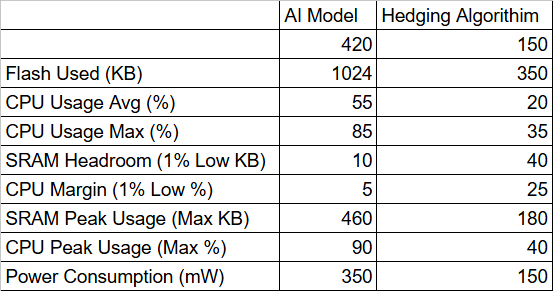 AI Model Hedging Algorithim
420 150
Flash Used (KB) 1024 350
CPU Usage Avg (%) 55 20
CPU Usage Max (%) 85 35
SRAM Headroom (1% Low KB) 10 40
CPU Margin (1% Low %) 5 25
SRAM Peak Usage (Max KB) 460 180
CPU Peak Usage (Max %) 90 40
Power Consumption (mW) 350 150